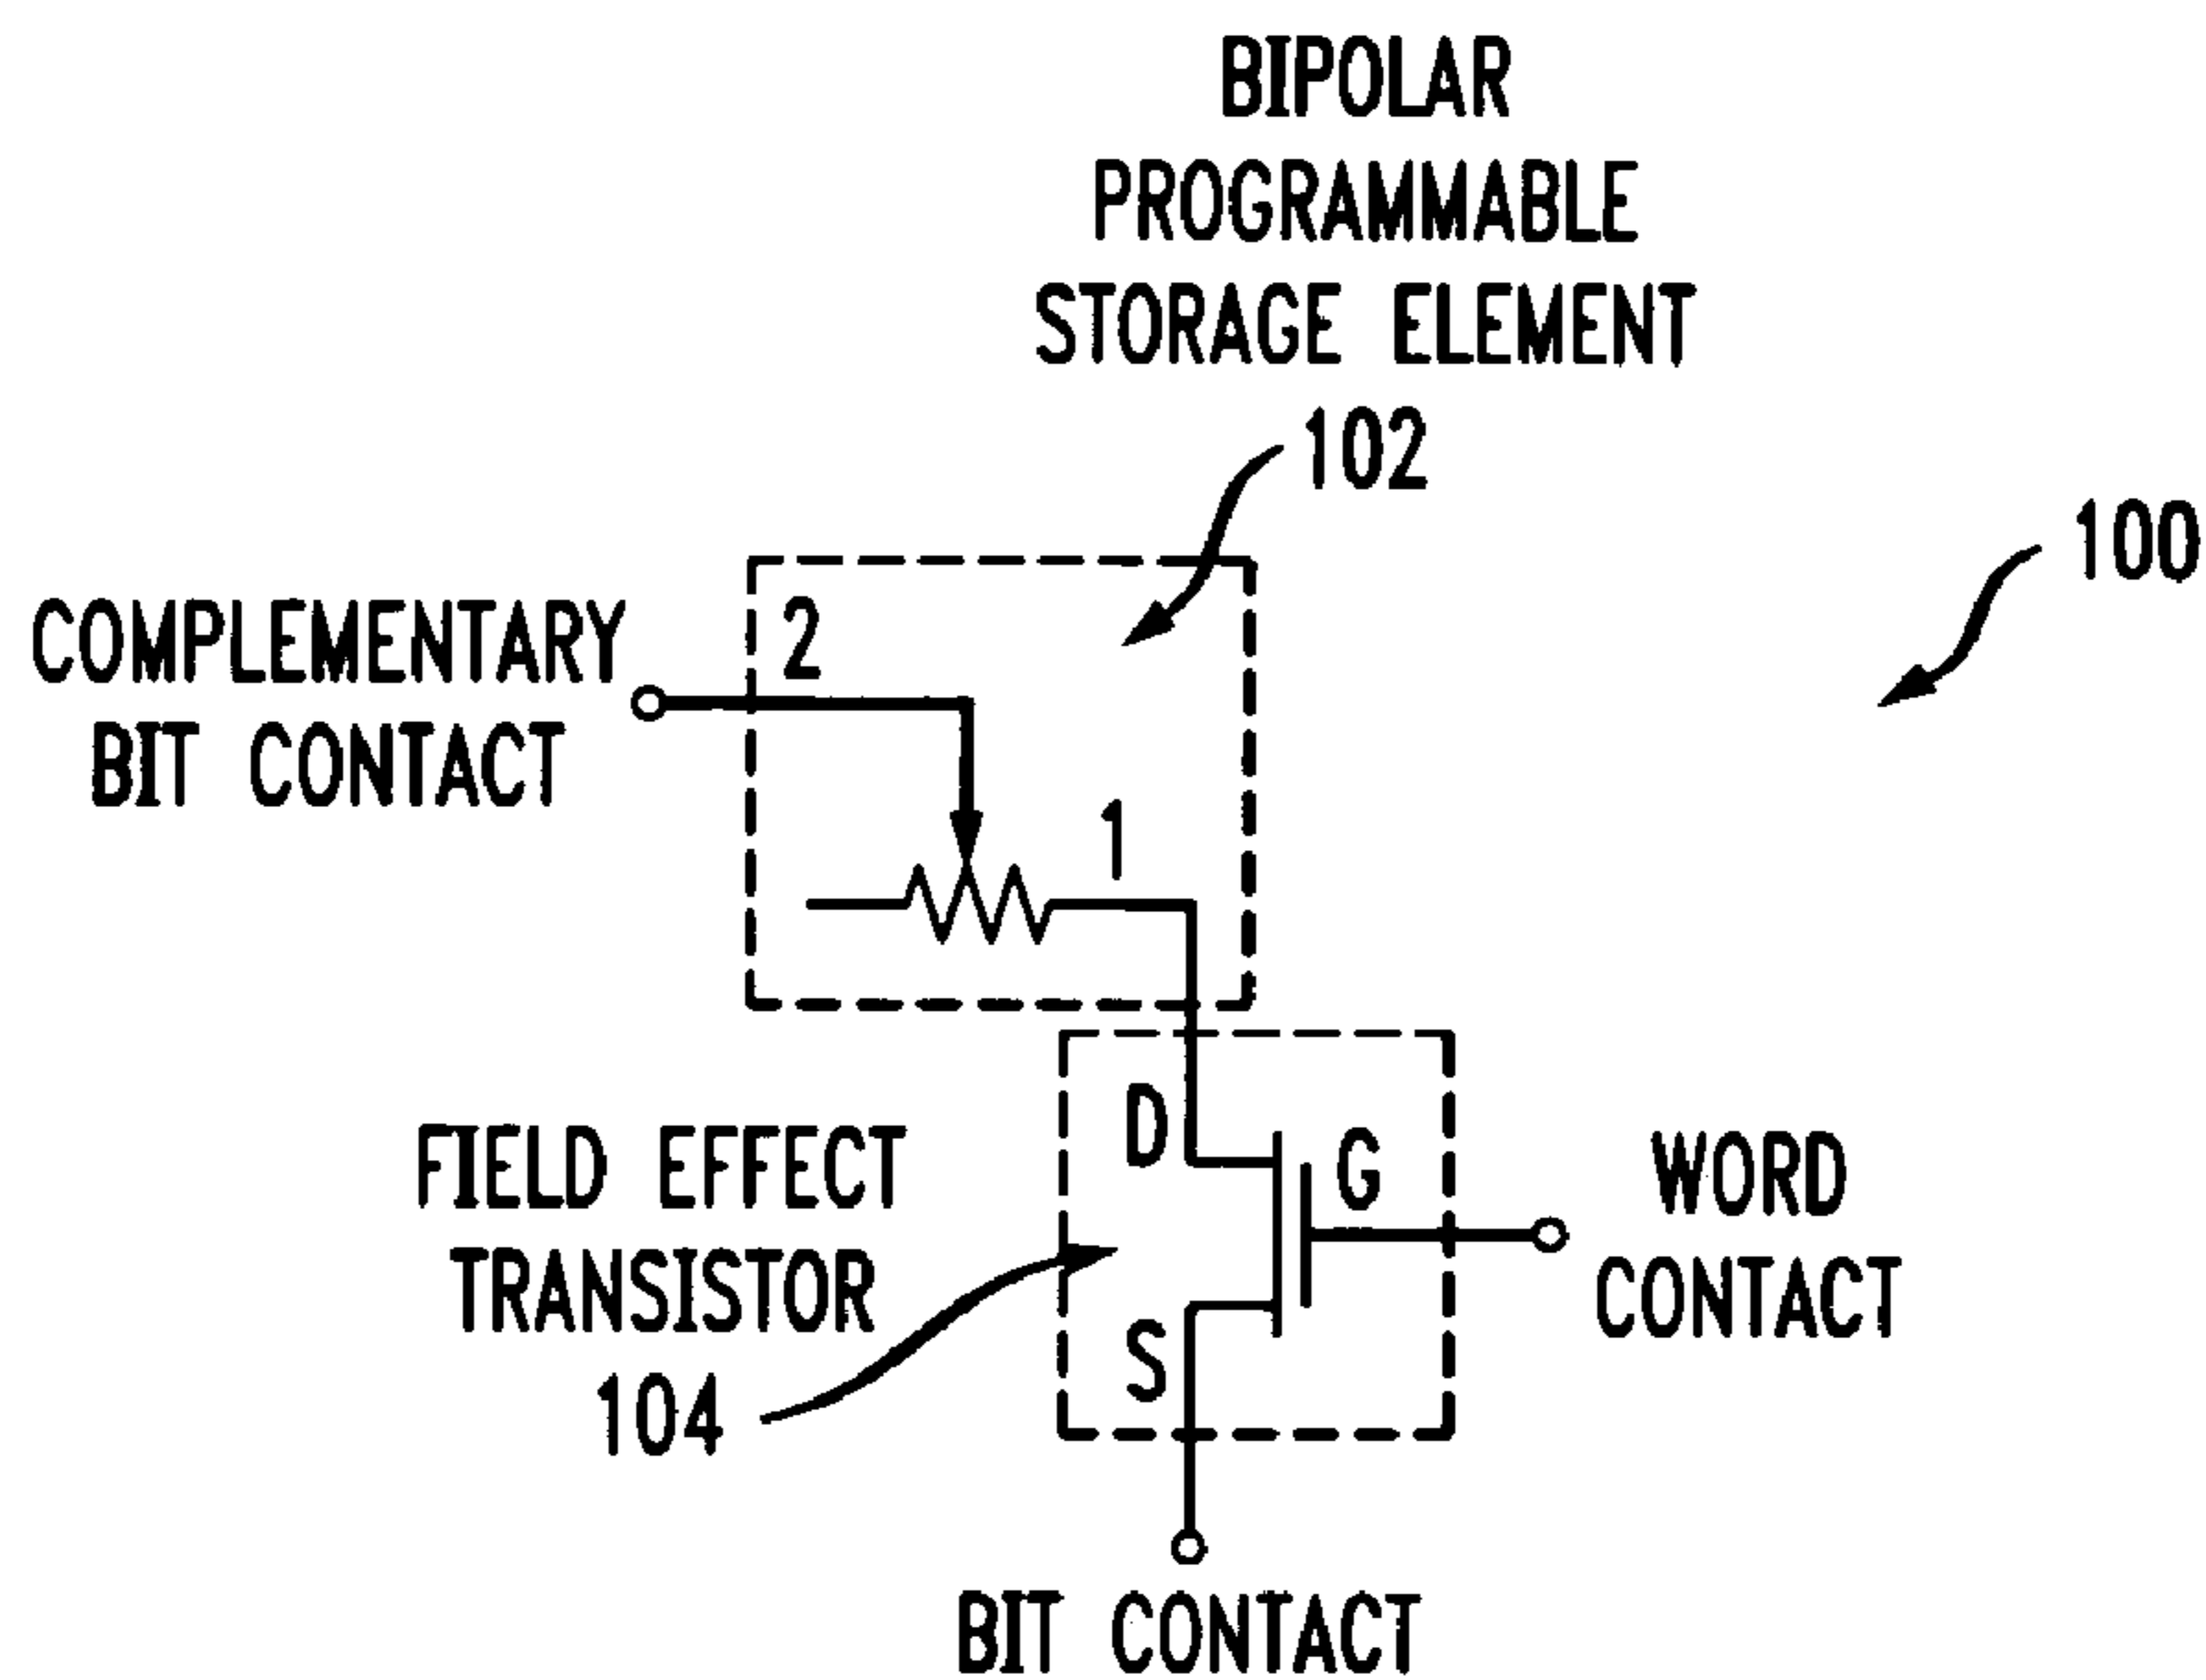 BIPOLAR
PROGRAMMABLE
STORAGE ELEMENT
102
100
COMPLEMENTARY
BIT CONTACT
2
1
D
G
S
FIELD EFFECT
TRANSISTOR
104
WORD
CONTACT
BIT CONTACT